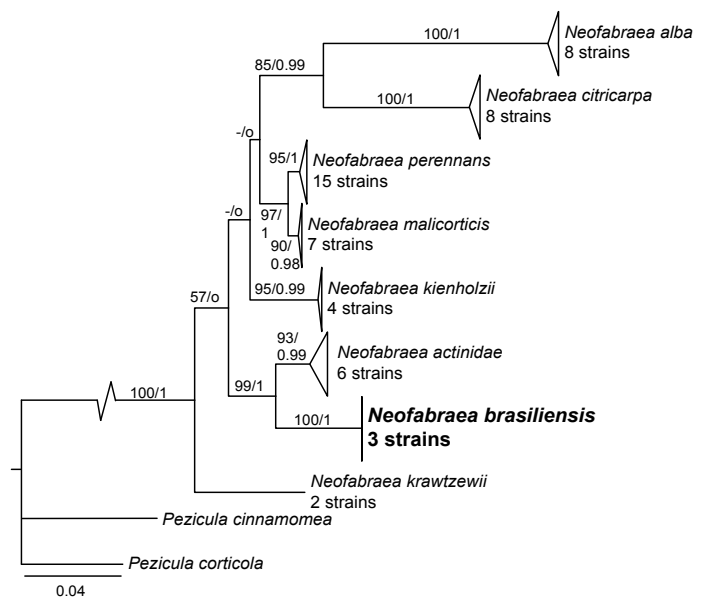 100/1
Neofabraea alba
8 strains
85/0.99
100/1
Neofabraea citricarpa
8 strains
-/o
95/1
Neofabraea perennans
15 strains
97/
1
Neofabraea malicorticis
7 strains
90/
0.98
-/o
95/0.99
Neofabraea kienholzii
4 strains
57/o
93/
0.99
Neofabraea actinidae
6 strains
99/1
100/1
100/1
Neofabraea brasiliensis
3 strains
Neofabraea krawtzewii
2 strains
Pezicula cinnamomea
Pezicula corticola
0.04